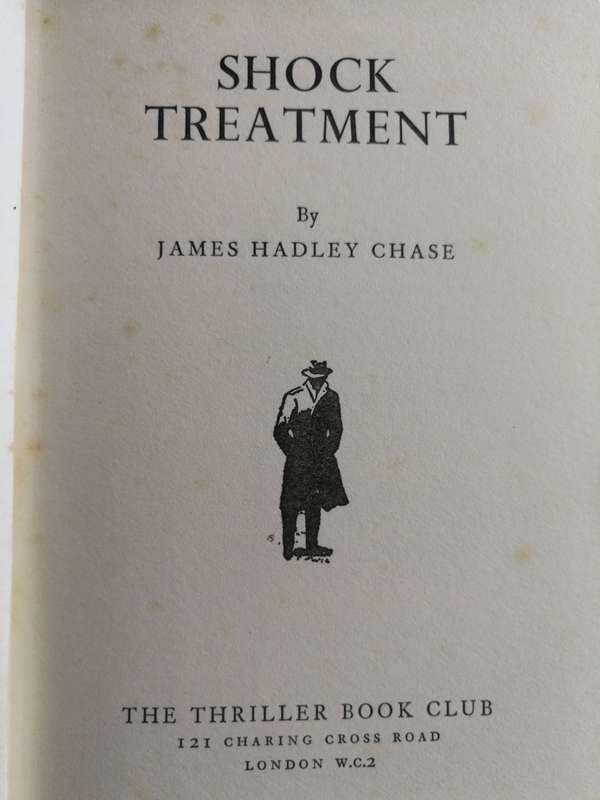 SHOCK
TREATMENT
By
JAMES HADLEY CHASE
THE THRILLER BOOK CLUB
121 CHARING CROSS ROAD
LONDON W.C.2